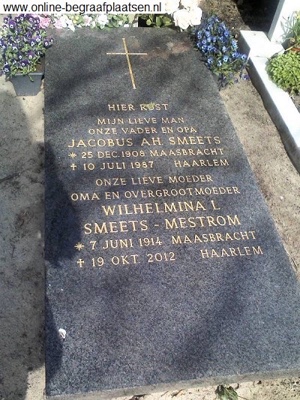 www.online-begraafplaatsen.nl
HIER RUST
MIJN LIEVE MAN
ONZE VADER EN OPA
JACOBUS A.H. SMEETS
* 25 DEC. 1908 MAASBRACHT
† 10 JULI 1987 HAARLEM
ONZE LIEVE MOEDER
OMA EN OVERGROOTMOEDER
WILHELMINA I.
SMEETS - MESTROM
* 7 JUNI 1914 MAASBRACHT
† 19 OKT 2012 HAARLEM